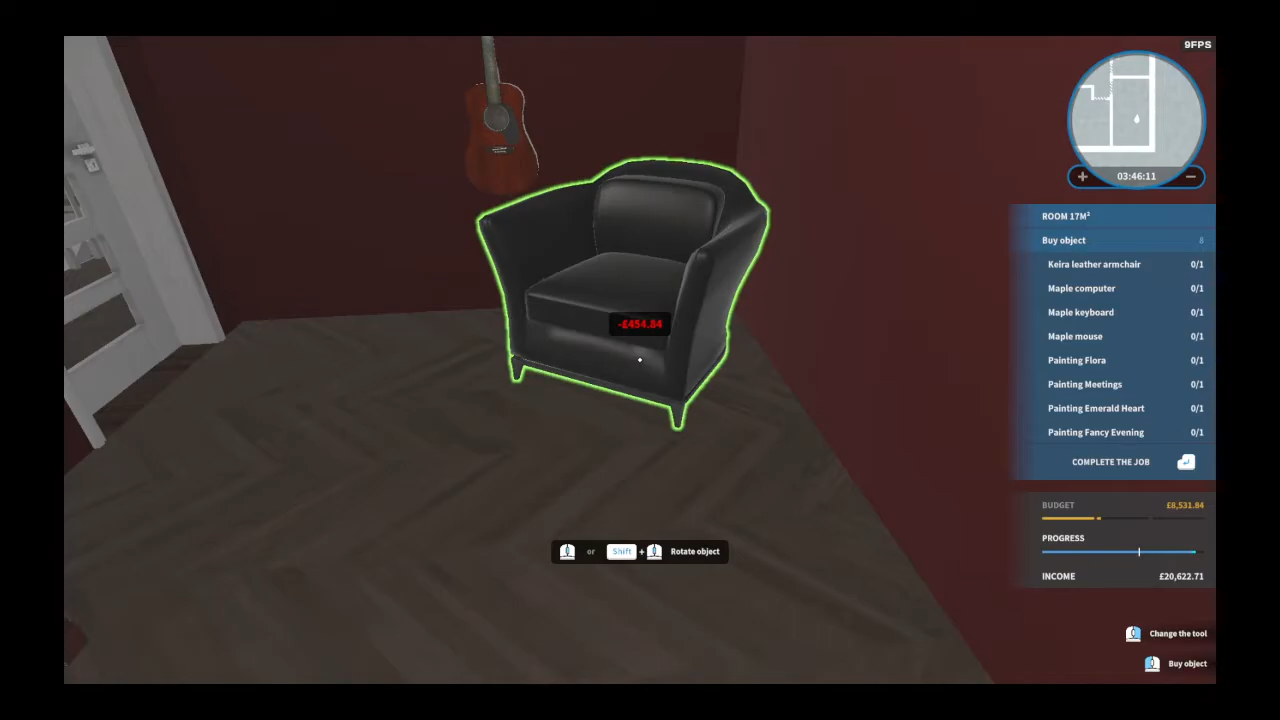 9FPS
03:46:11
ROOM 17M²
Buy object 8
Keira leather armchair 0/1
Maple computer 0/1
Maple keyboard 0/1
Maple mouse 0/1
Painting Flora 0/1
Painting Meetings 0/1
Painting Emerald Heart 0/1
Painting Fancy Evening 0/1
COMPLETE THE JOB
-£454.84
BUDGET £8,531.84
PROGRESS
INCOME £20,622.71
or Shift + Rotate object
Change the tool
Buy object